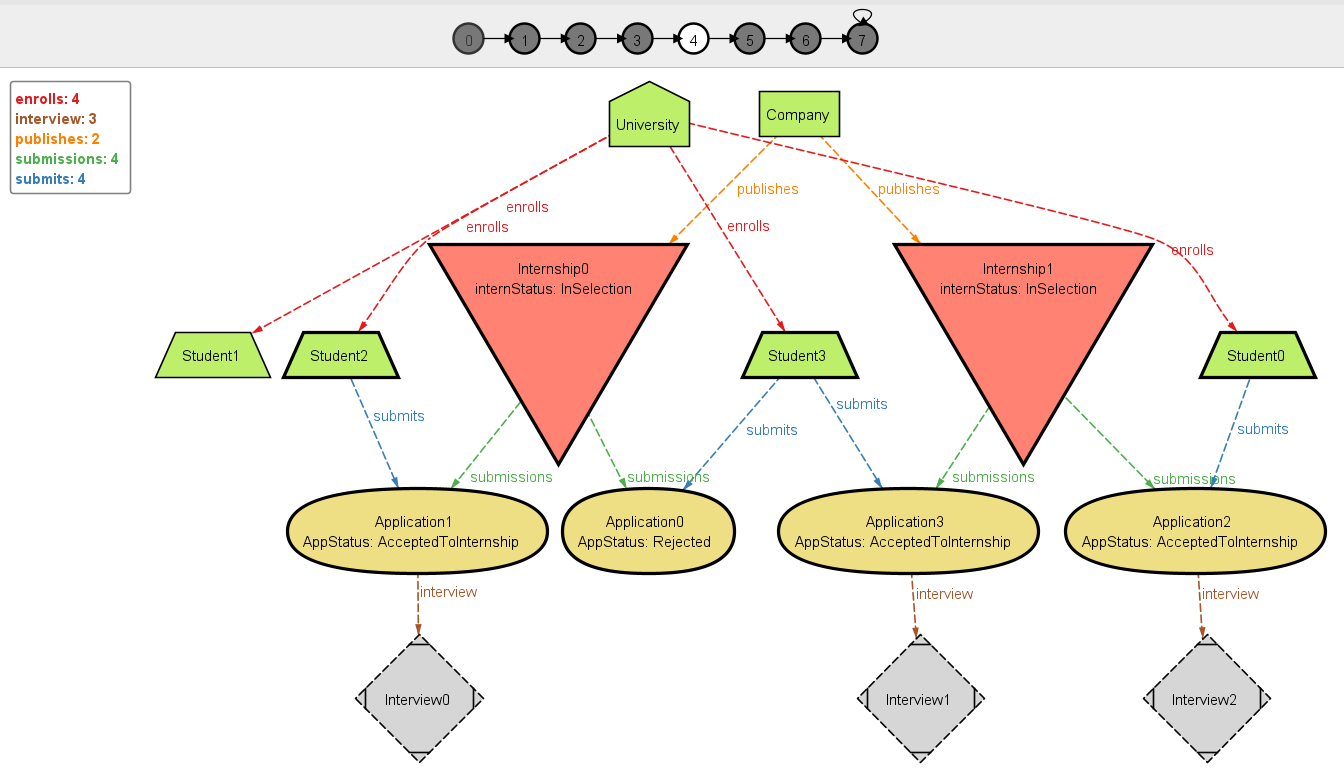 0 1 2 3 4 5 6 7
enrolls: 4
interview: 3
publishes: 2
submissions: 4
submits: 4
University
Company
publishes
publishes
enrolls
enrolls
enrolls
enrolls
Internship0
internStatus: InSelection
Internship1
internStatus: InSelection
Student1
Student2
Student3
Student0
submits
submits
submits
submits
submissions
submissions
submissions
submissions
Application1
AppStatus: AcceptedToInternship
Application0
AppStatus: Rejected
Application3
AppStatus: AcceptedToInternship
Application2
AppStatus: AcceptedToInternship
interview
interview
interview
Interview0
Interview1
Interview2